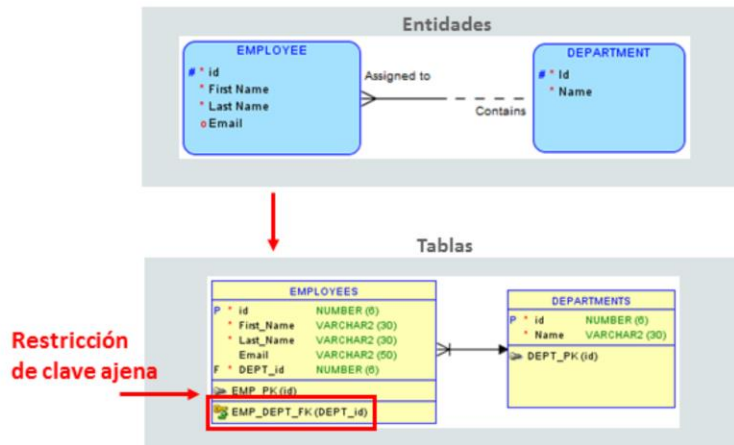 Entidades
EMPLOYEE
# * id
* First Name
* Last Name
o Email
Assigned to
Contains
DEPARTMENT
# * Id
* Name
Tablas
EMPLOYEES
P * id NUMBER (6)
* First_Name VARCHAR2 (30)
* Last_Name VARCHAR2 (30)
Email VARCHAR2 (50)
F * DEPT_id NUMBER (6)
EMP_PK (id)
EMP_DEPT_FK (DEPT_id)
DEPARTMENTS
P * id NUMBER (6)
* Name VARCHAR2 (30)
DEPT_PK (id)
Restricción
de clave ajena